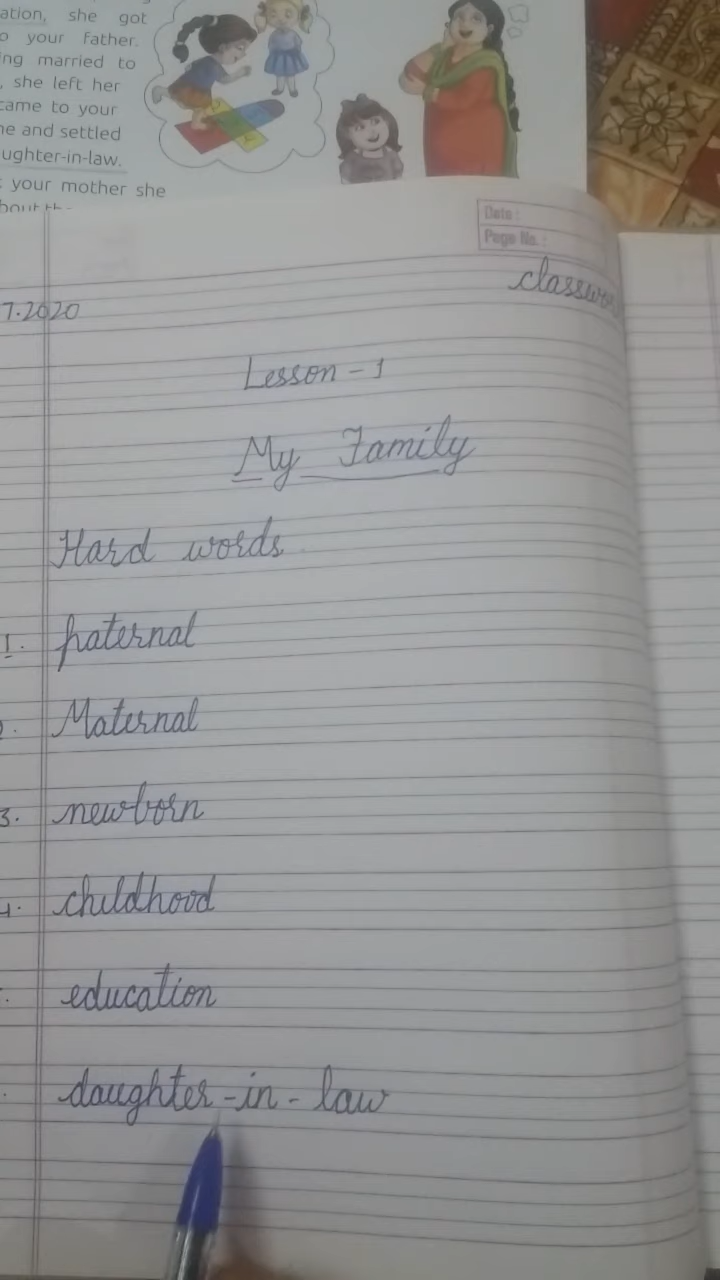 ation, she got
your father.
ng married to
, she left her
came to your
and settled
ughter-in-law.
your mother she
Date :
Page No. :
7.2020
Lesson - 1
My Family
Hard words
1. paternal
Maternal
3. newborn
4. childhood
education
daughter-in-law